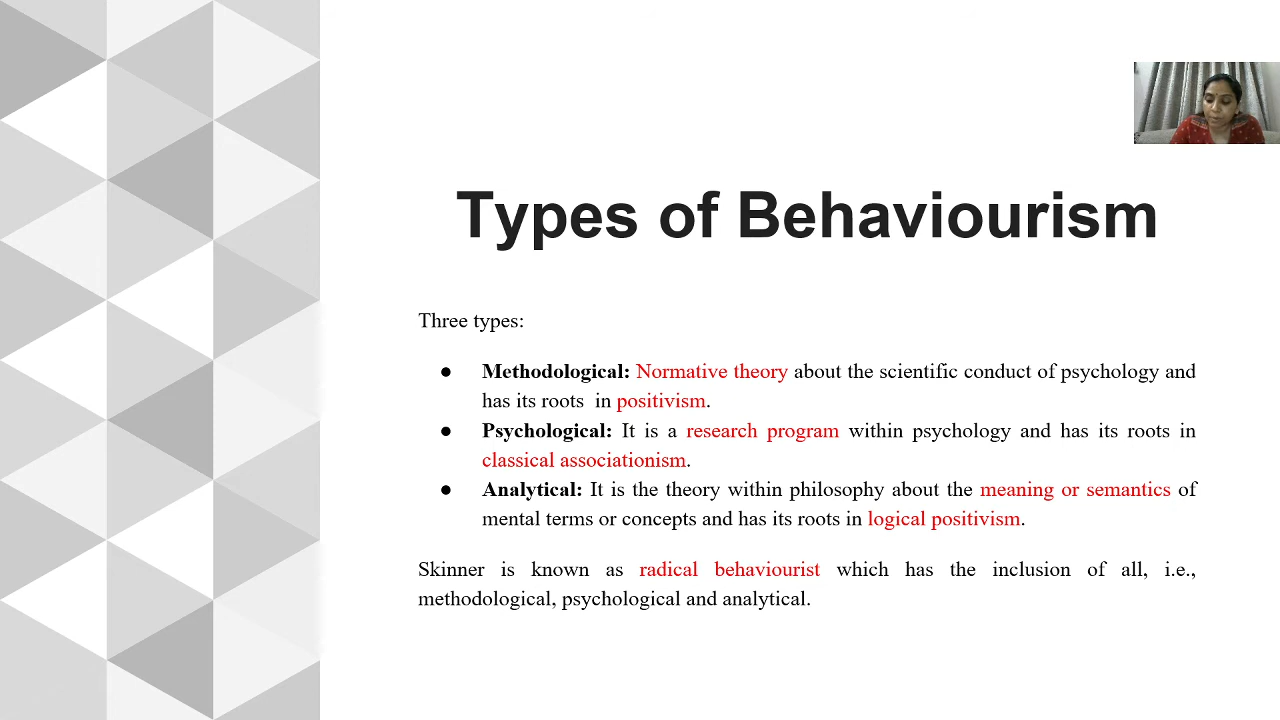 Types of Behaviourism
Three types:
● Methodological: Normative theory about the scientific conduct of psychology and
has its roots in positivism.
● Psychological: It is a research program within psychology and has its roots in
classical associationism.
● Analytical: It is the theory within philosophy about the meaning or semantics of
mental terms or concepts and has its roots in logical positivism.
Skinner is known as radical behaviourist which has the inclusion of all, i.e.,
methodological, psychological and analytical.